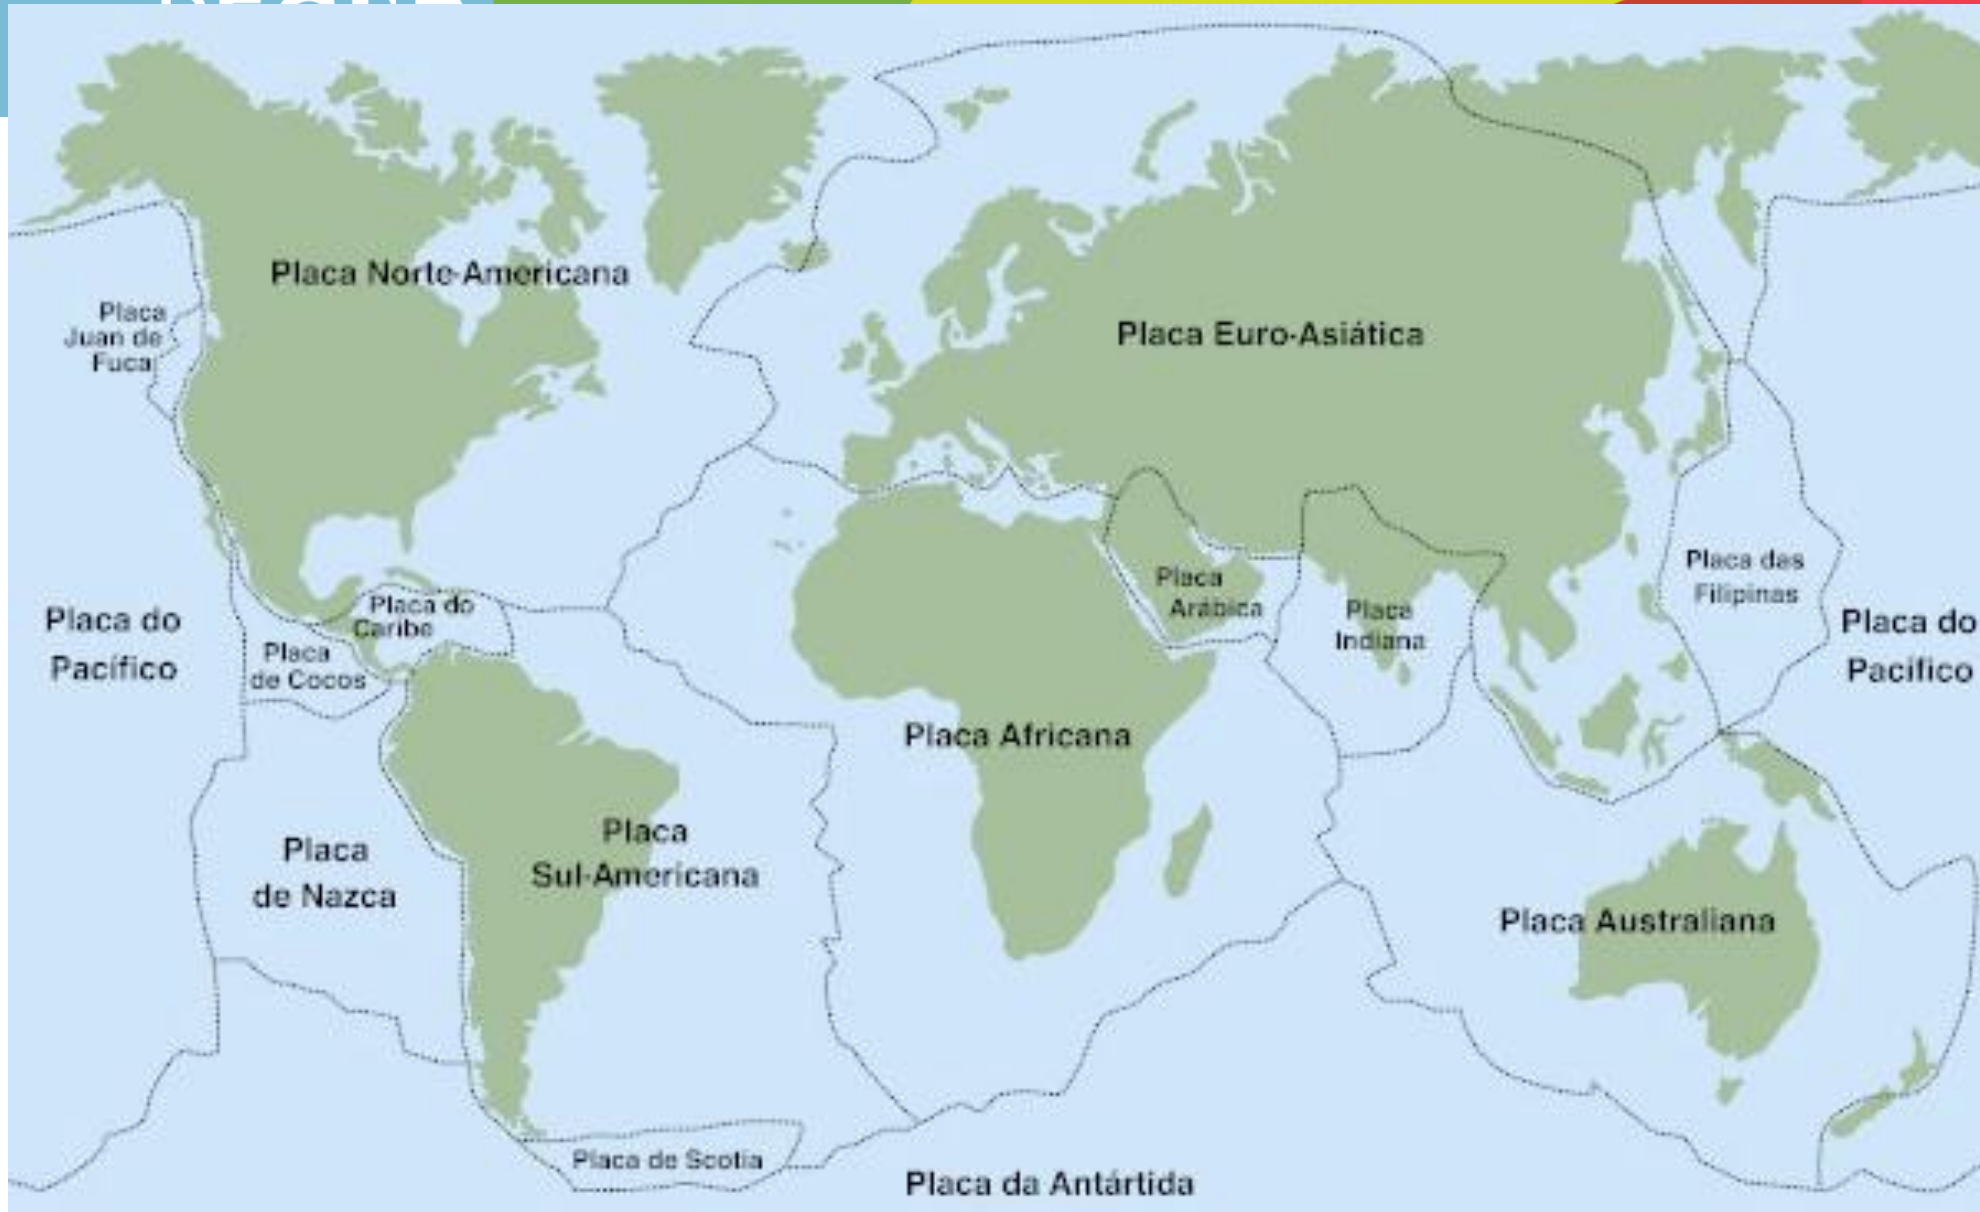 Placa Norte-Americana
Placa
Juan de
Fuca
Placa Euro-Asiática
Placa do
Pacífico
Placa do
Caribe
Placa
de Cocos
Placa
Arábica
Placa
Indiana
Placa das
Filipinas
Placa do
Pacífico
Placa Africana
Placa
de Nazca
Placa
Sul-Americana
Placa Australiana
Placa de Scotia
Placa da Antártida